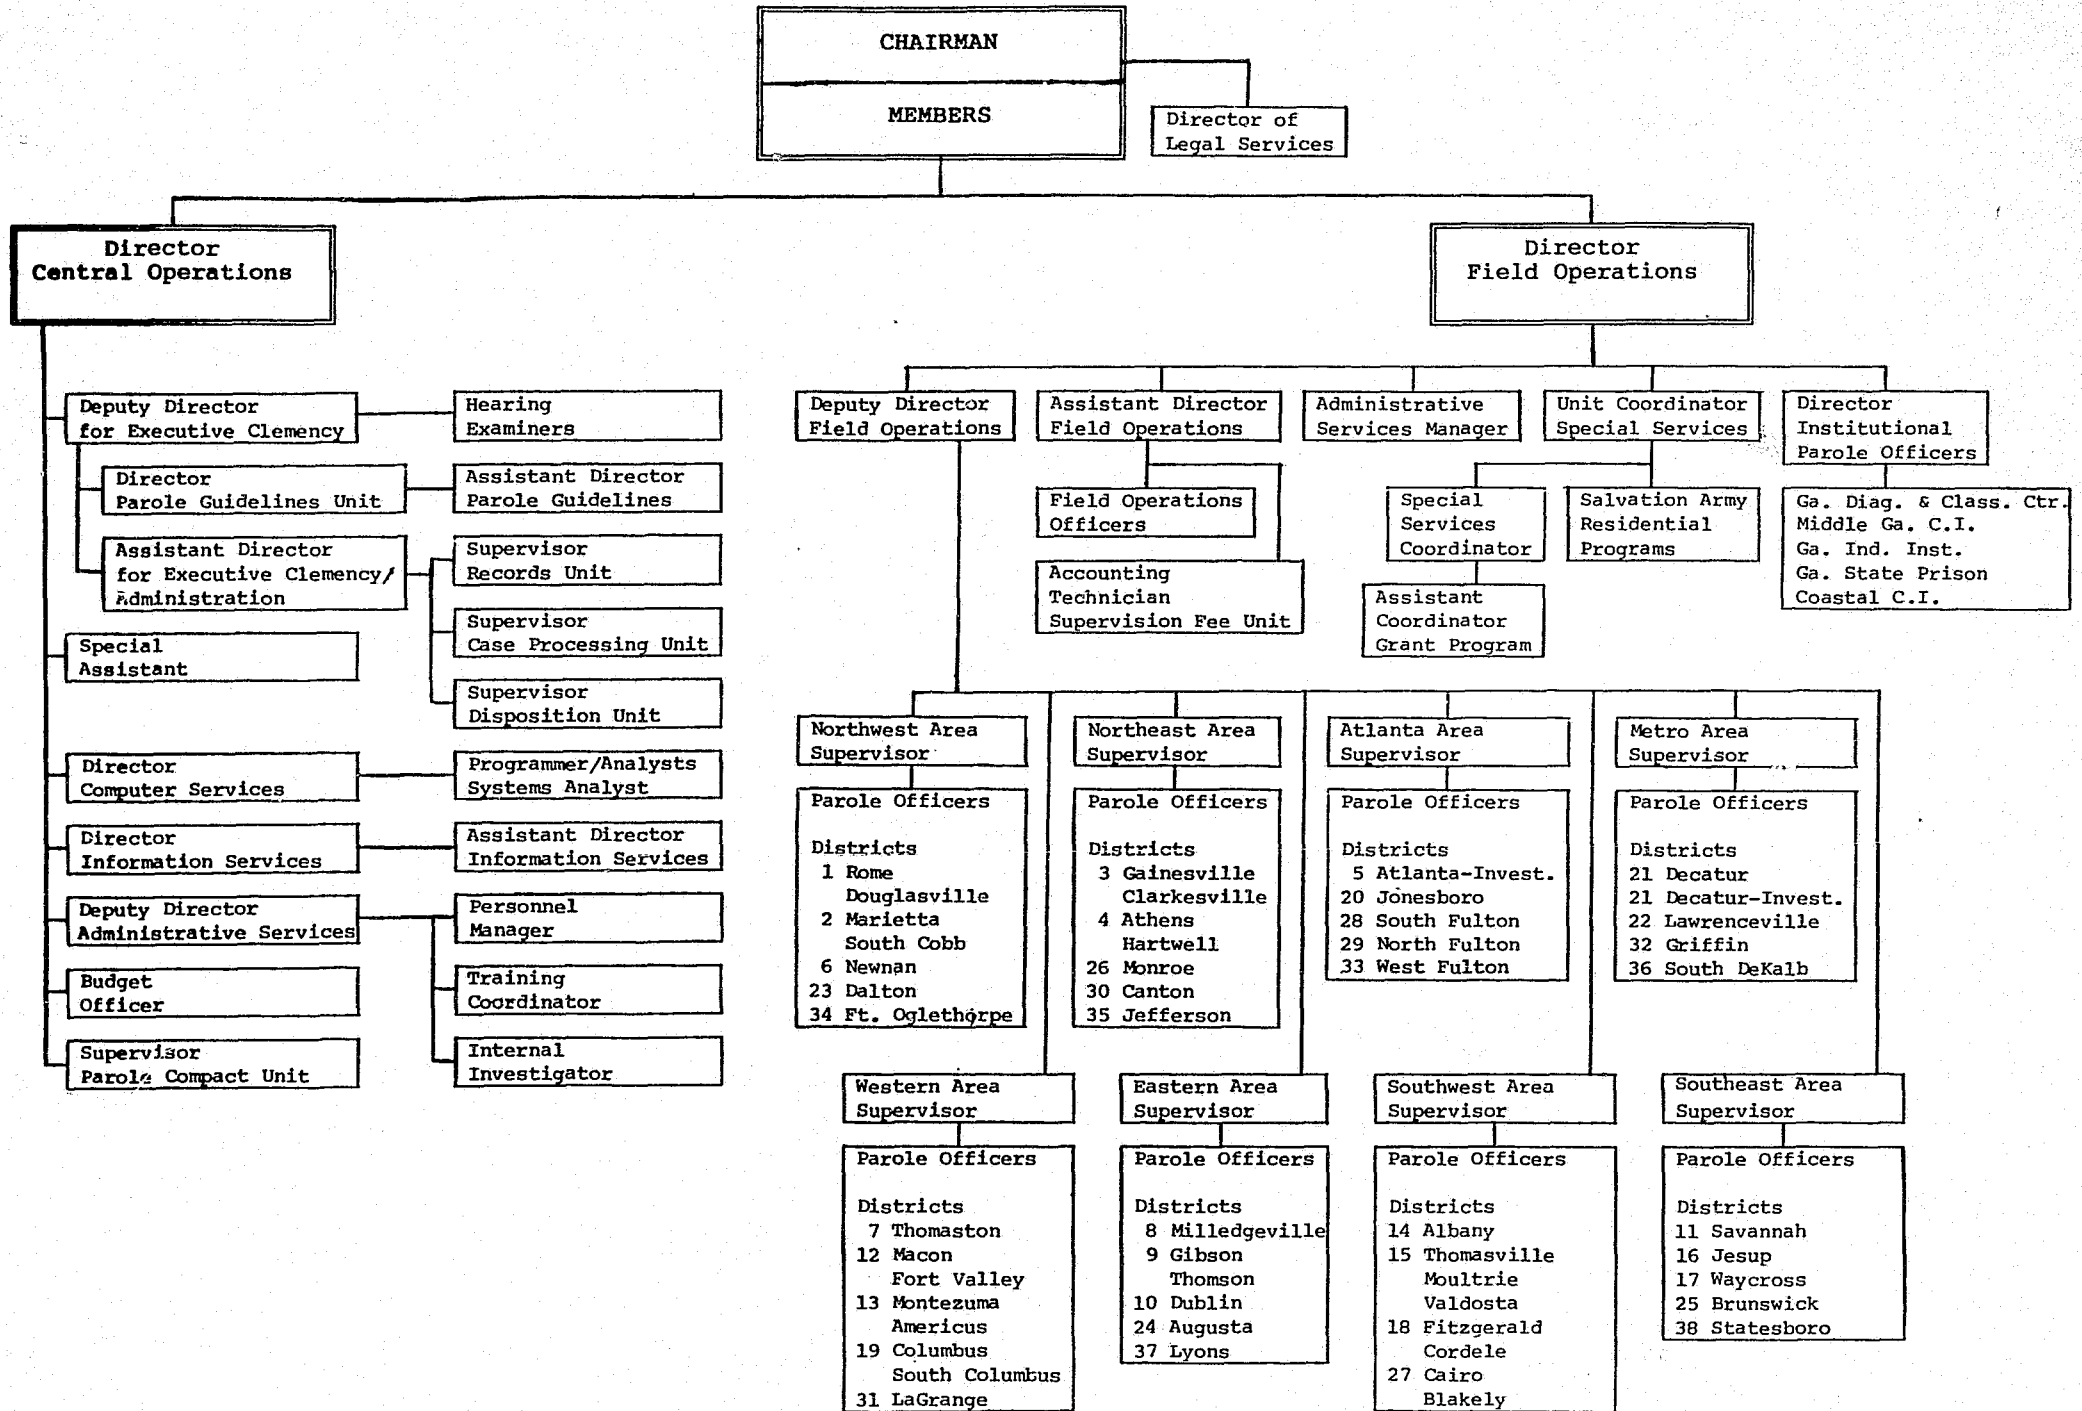 CHAIRMAN
MEMBERS
Director of
Legal Services
Director
Central Operations
Director
Field Operations
Deputy Director
for Executive Clemency
Hearing
Examiners
Director
Parole Guidelines Unit
Assistant Director
Parole Guidelines
Assistant Director
for Executive Clemency/
Administration
Supervisor
Records Unit
Supervisor
Case Processing Unit
Supervisor
Disposition Unit
Special
Assistant
Director
Computer Services
Programmer/Analysts
Systems Analyst
Director
Information Services
Assistant Director
Information Services
Deputy Director
Administrative Services
Personnel
Manager
Training
Coordinator
Internal
Investigator
Budget
Officer
Supervisor
Parole Compact Unit
Deputy Director
Field Operations
Assistant Director
Field Operations
Administrative
Services Manager
Unit Coordinator
Special Services
Director
Institutional
Parole Officers
Field Operations
Officers
Accounting
Technician
Supervision Fee Unit
Special
Services
Coordinator
Assistant
Coordinator
Grant Program
Salvation Army
Residential
Programs
Ga. Diag. & Class. Ctr.
Middle Ga. C.I.
Ga. Ind. Inst.
Ga. State Prison
Coastal C.I.
Northwest Area
Supervisor
Parole Officers
Districts
1 Rome
Douglasville
2 Marietta
South Cobb
6 Newnan
23 Dalton
34 Ft. Oglethorpe
Northeast Area
Supervisor
Parole Officers
Districts
3 Gainesville
Clarkesville
4 Athens
Hartwell
26 Monroe
30 Canton
35 Jefferson
Atlanta Area
Supervisor
Parole Officers
Districts
5 Atlanta-Invest.
20 Jonesboro
28 South Fulton
29 North Fulton
33 West Fulton
Metro Area
Supervisor
Parole Officers
Districts
21 Decatur
21 Decatur-Invest.
22 Lawrenceville
32 Griffin
36 South DeKalb
Western Area
Supervisor
Parole Officers
Districts
7 Thomaston
12 Macon
Fort Valley
13 Montezuma
Americus
19 Columbus
South Columbus
31 LaGrange
Eastern Area
Supervisor
Parole Officers
Districts
8 Milledgeville
9 Gibson
Thomson
10 Dublin
24 Augusta
37 Lyons
Southwest Area
Supervisor
Parole Officers
Districts
14 Albany
15 Thomasville
Moultrie
Valdosta
18 Fitzgerald
Cordele
27 Cairo
Blakely
Southeast Area
Supervisor
Parole Officers
Districts
11 Savannah
16 Jesup
17 Waycross
25 Brunswick
38 Statesboro